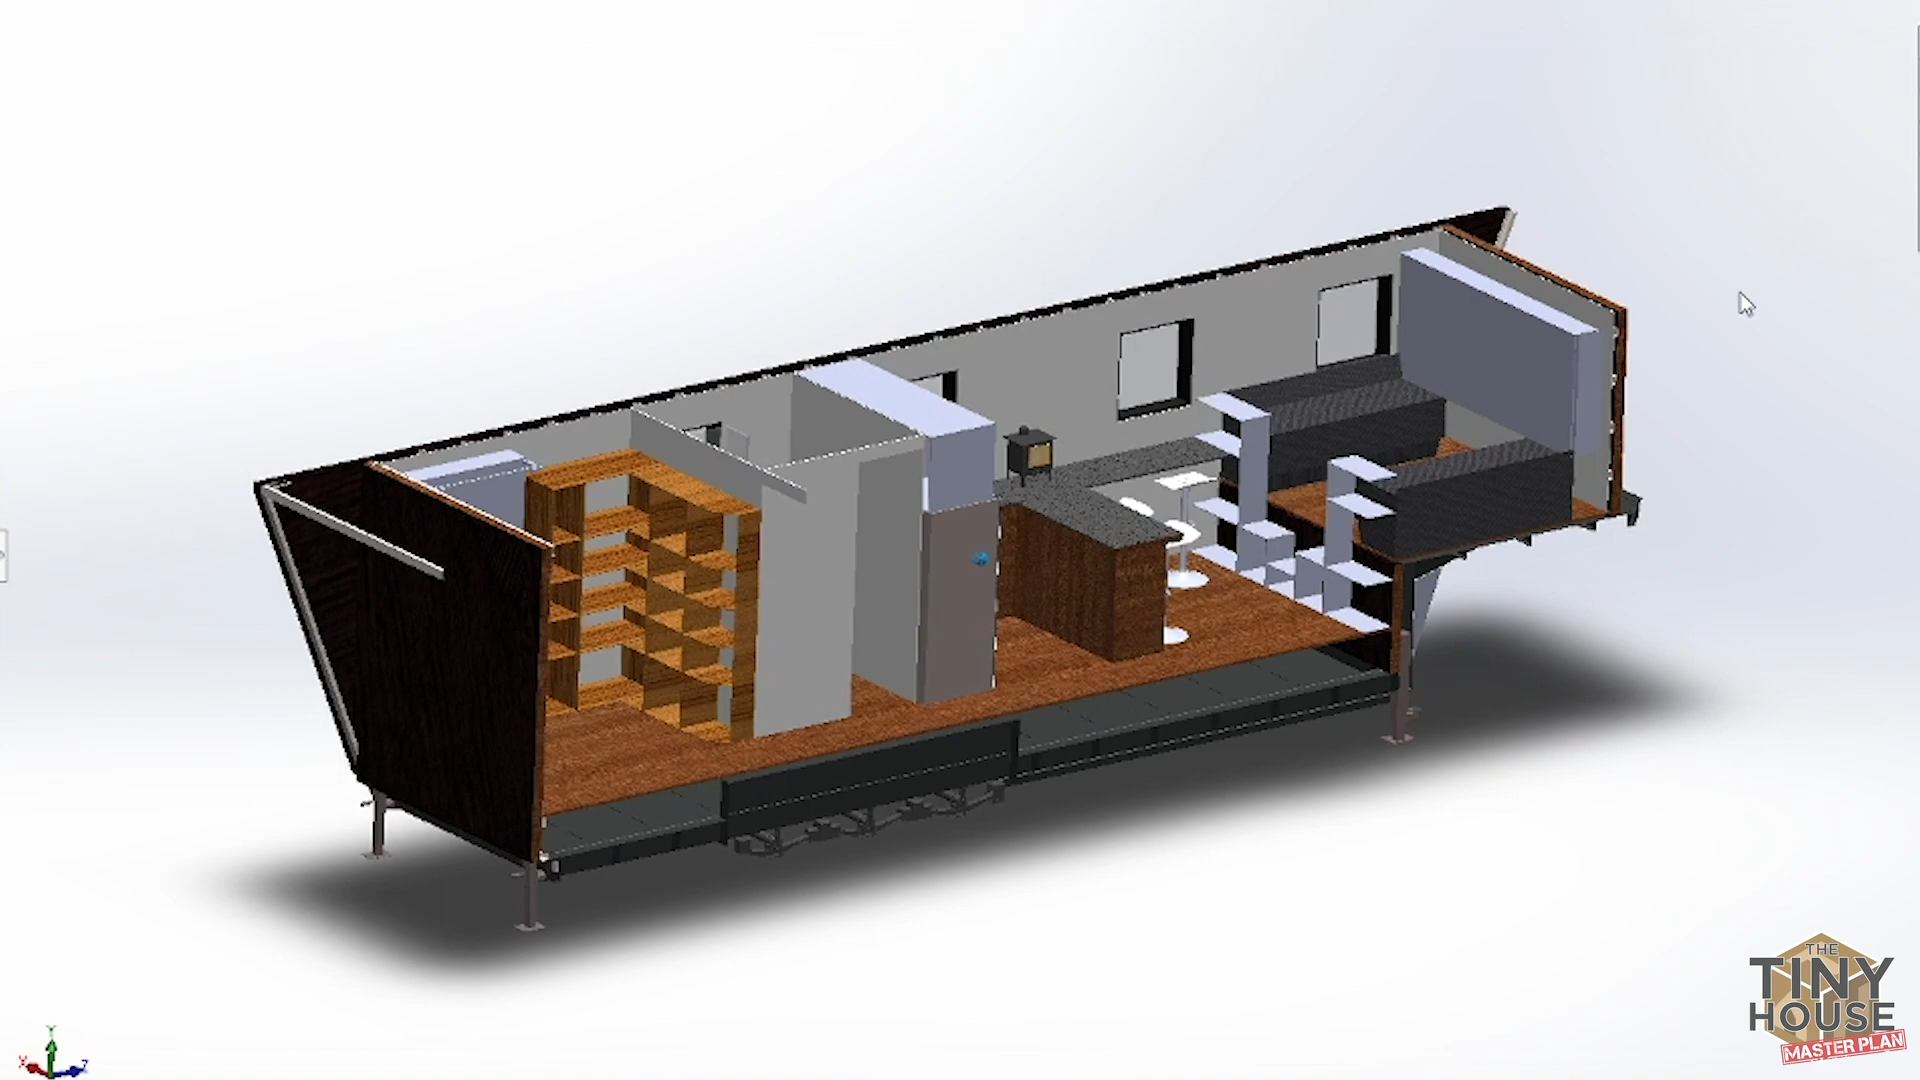 THE
TINY
HOUSE
MASTER PLAN
Y
X
Z